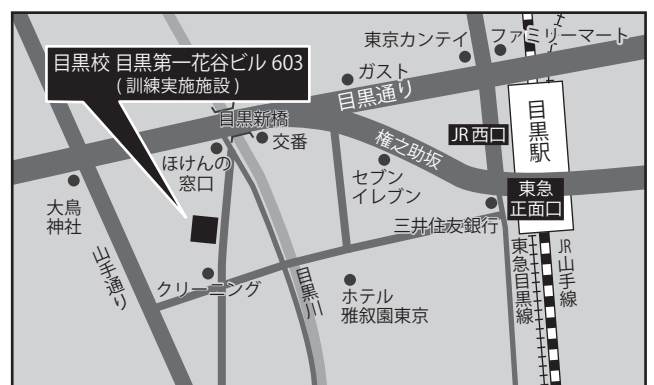 目黒校 目黒第一花谷ビル 603
(訓練実施施設)
東京カンテイ
ファミリーマート
ガスト
目黒通り
目黒新橋
交番
権之助坂
JR 西口
目黒駅
ほけんの
窓口
セブン
イレブン
東急
正面口
大鳥
神社
三井住友銀行
山手通り
クリーニング
目黒川
ホテル
雅叙園東京
東急目黒線
JR山手線